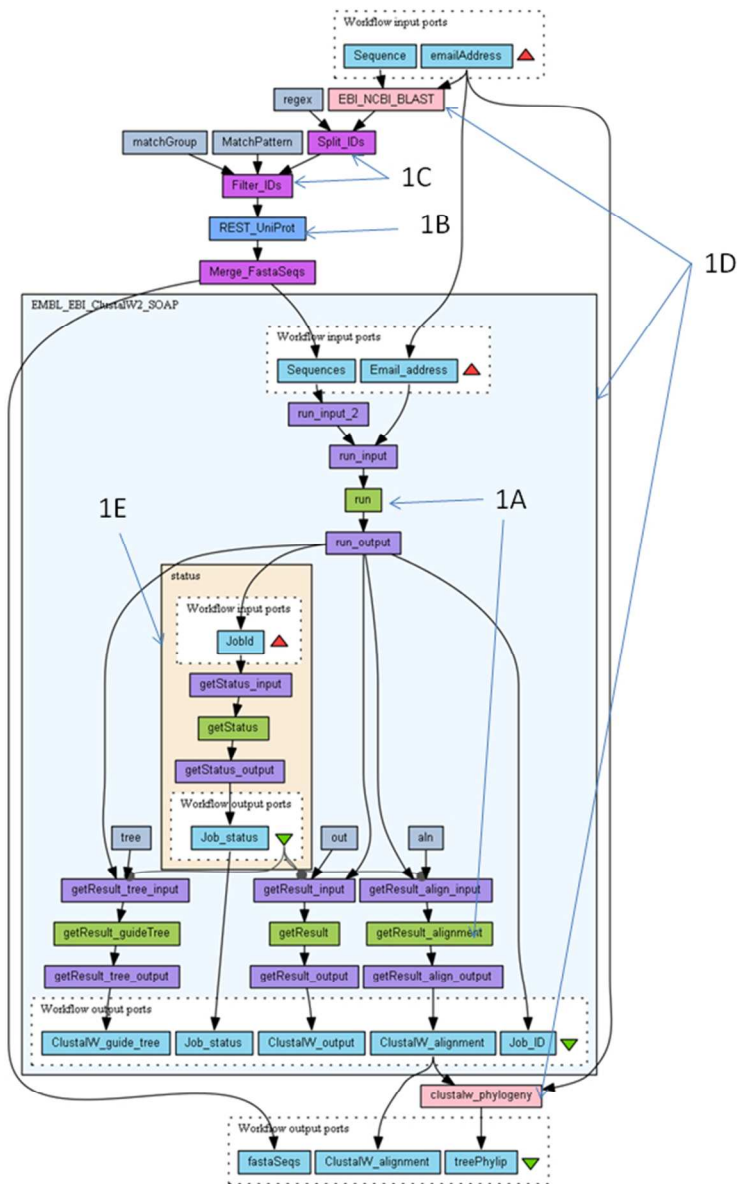 Workflow input ports
Sequence emailAddress
regex EBI_NCBI_BLAST
matchGroup MatchPattern Split_IDs
1C
Filter_IDs
REST_UniProt 1B
1D
Merge_FastaSeqs
EMBL_EBI_ClustalW2_SOAP
Workflow input ports
Sequences Email_address
run_input_2
run_input
1E run 1A
run_output
status
Workflow input ports
JobId
getStatus_input
getStatus
getStatus_output
Workflow output ports
tree Job_status out aln
getResult_tree_input getResult_input getResult_align_input
getResult_guideTree getResult getResult_alignment
getResult_tree_output getResult_output getResult_align_output
Workflow output ports
ClustalW_guide_tree Job_status ClustalW_output ClustalW_alignment Job_ID
clustalw_phylogeny
Workflow output ports
fastaSeqs ClustalW_alignment treePhylip